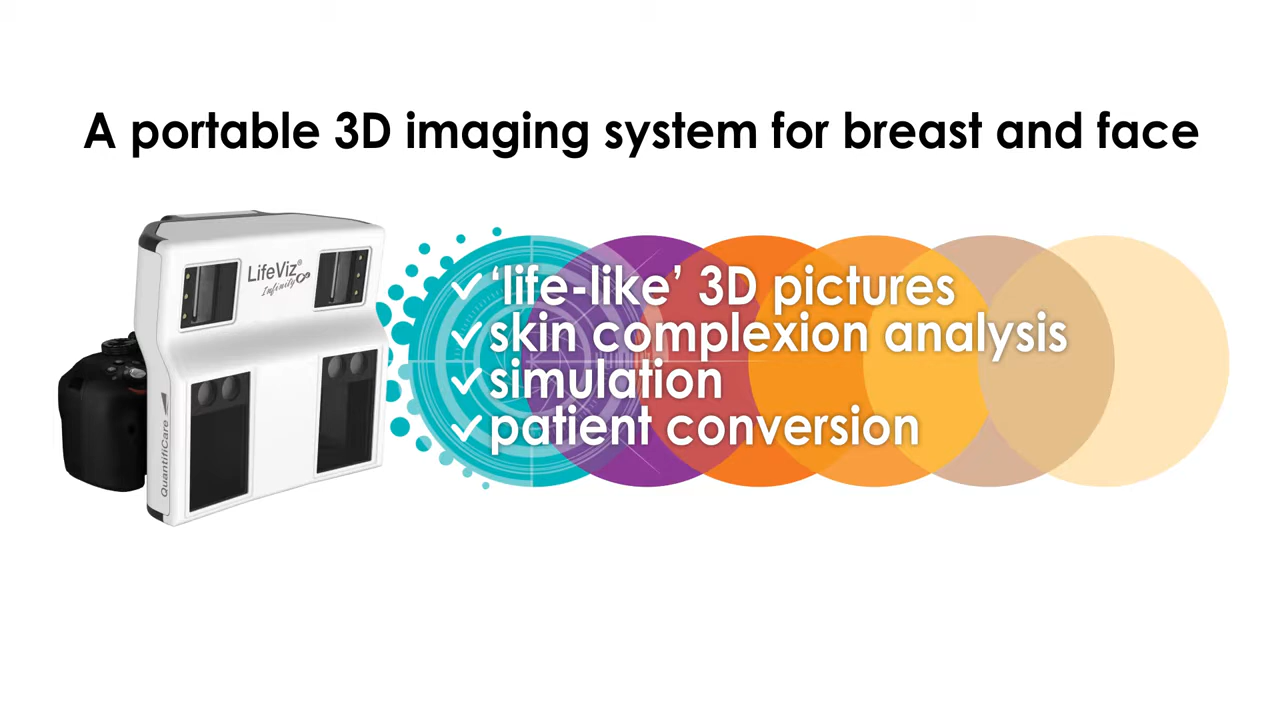 A portable 3D imaging system for breast and face
LifeViz®
Infinity
QuantifiCare
✓ ‘life-like’ 3D pictures
✓ skin complexion analysis
✓ simulation
✓ patient conversion